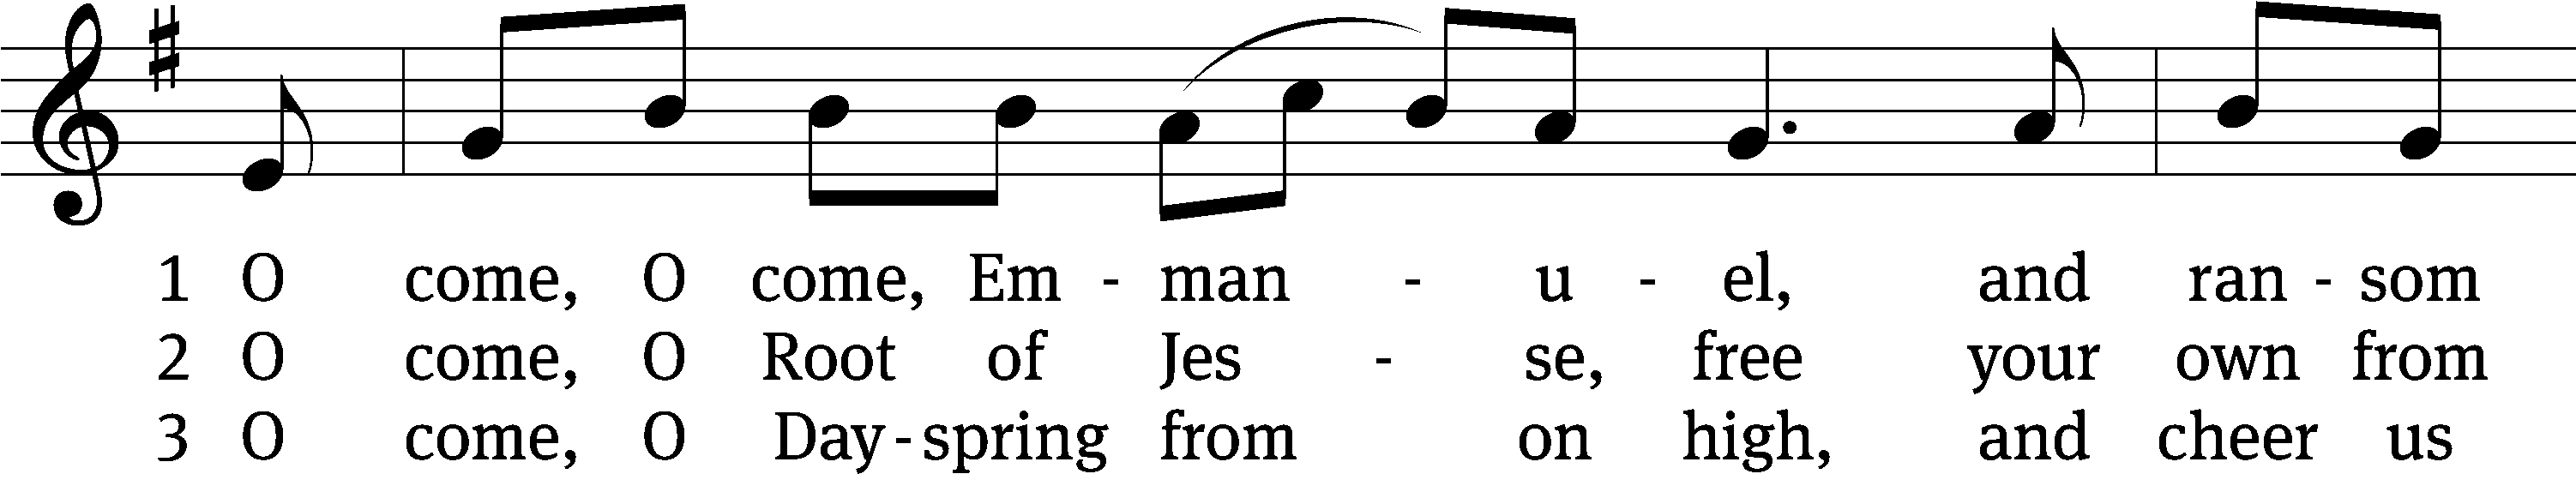 1 O come, O come, Em - man - u - el, and ran - som
2 O come, O Root of Jes - se, free your own from
3 O come, O Day - spring from on high, and cheer us